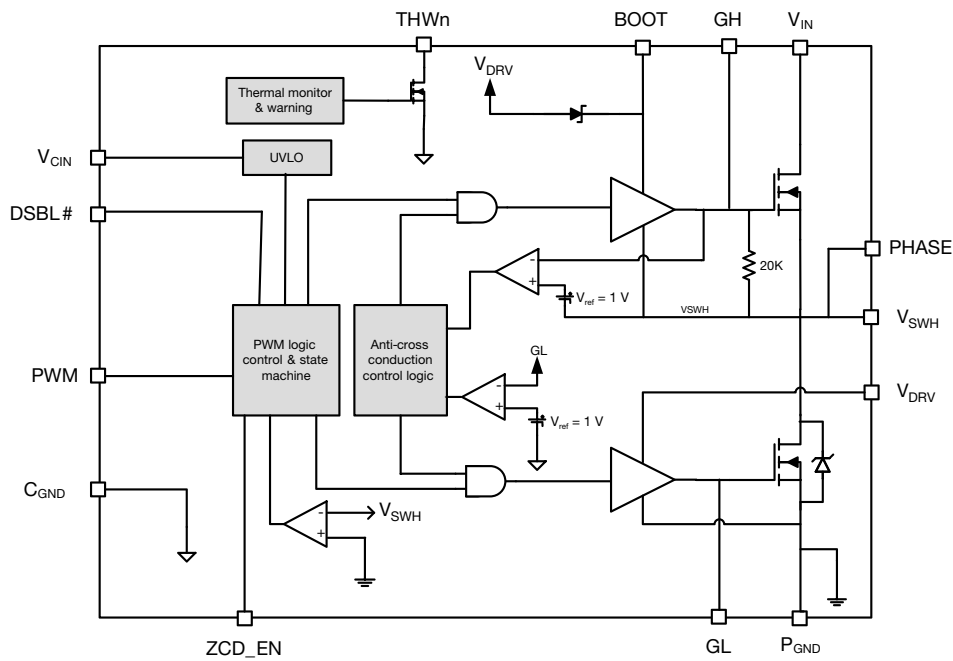 THWn
BOOT
GH
VIN
VDRV
Thermal monitor
& warning
VCIN
UVLO
DSBL#
PHASE
20K
-
+
Vref = 1 V
VSWH
VSWH
PWM logic
control & state
machine
Anti-cross
conduction
control logic
GL
PWM
-
+
Vref = 1 V
VDRV
CGND
-
+
VSWH
ZCD_EN
GL
PGND